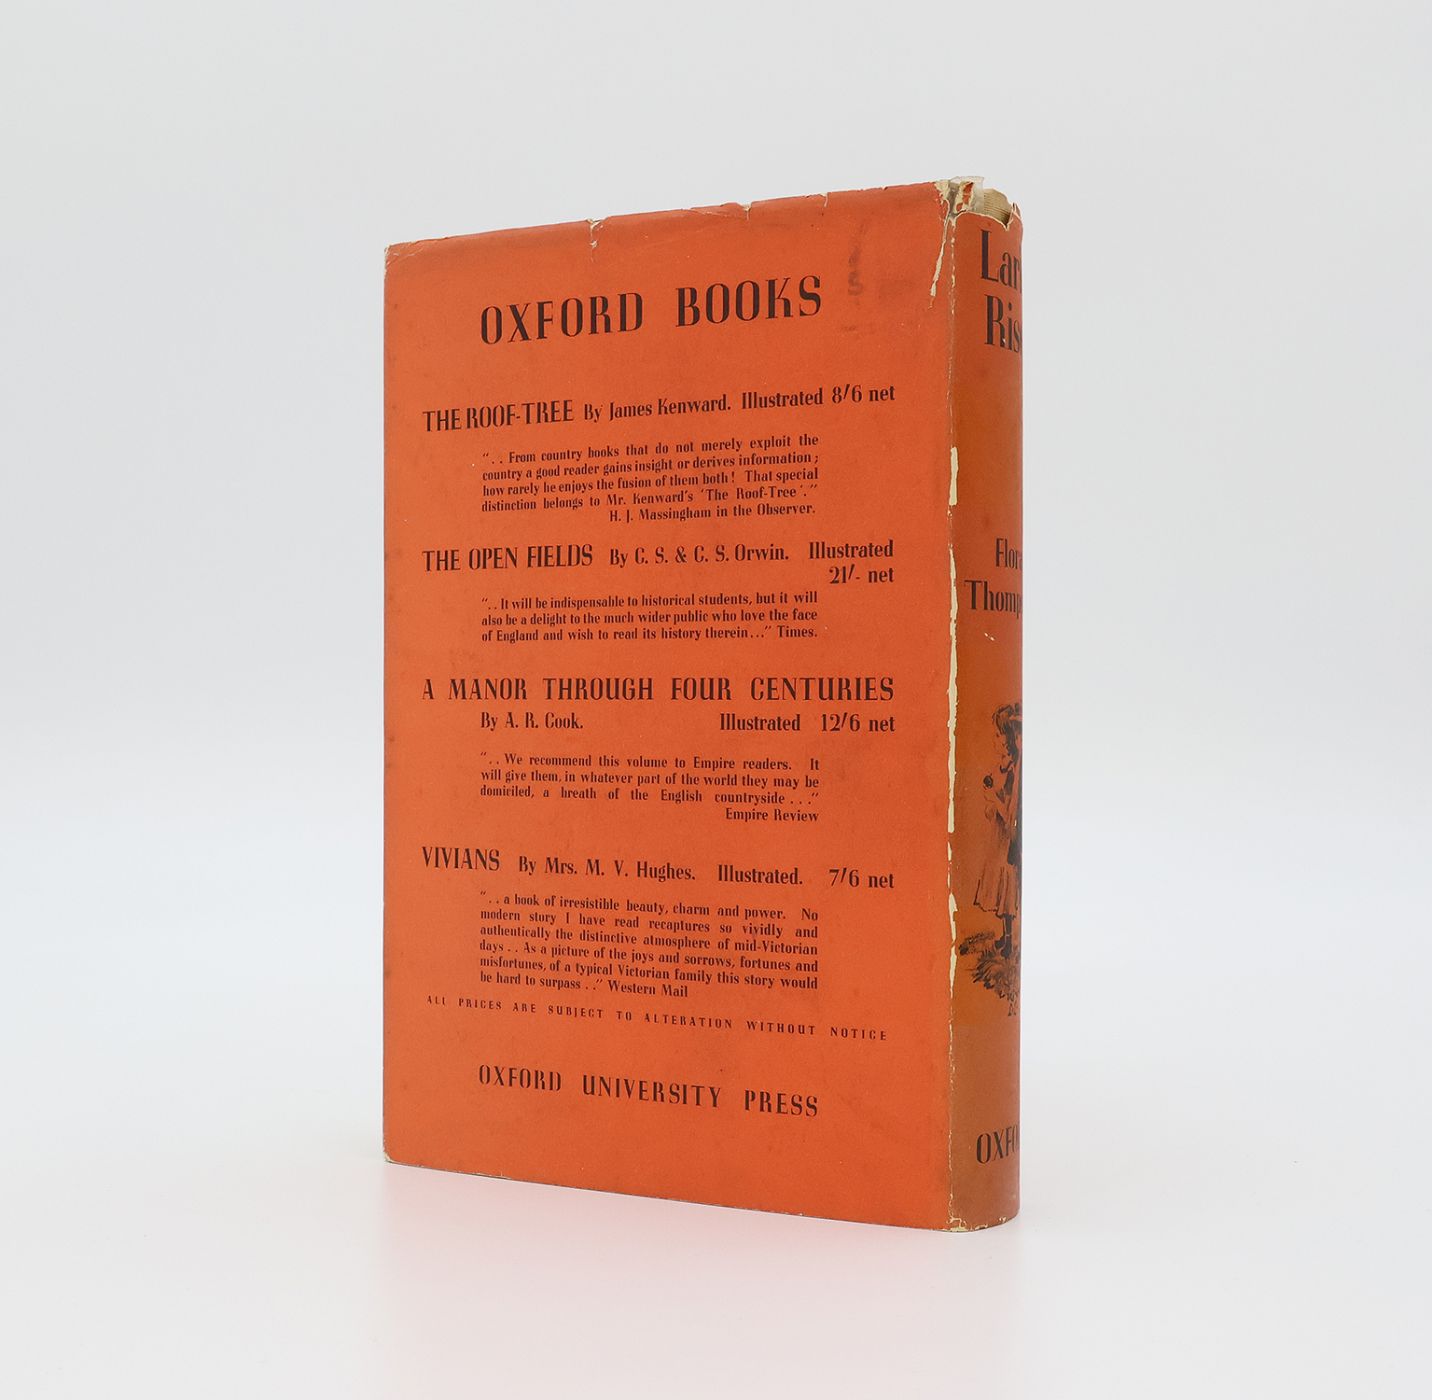 OXFORD BOOKS
THE ROOF-TREE By James Kenward. Illustrated 8/6 net
". . From country books that do not merely exploit the
country a good reader gains insight or derives information ;
how rarely he enjoys the fusion of them both ! That special
distinction belongs to Mr. Kenward's 'The Roof-Tree'."
H. J. Massingham in the Observer.
THE OPEN FIELDS By C. S. & C. S. Orwin. Illustrated
21/- net
". . It will be indispensable to historical students, but it will
also be a delight to the much wider public who love the face
of England and wish to read its history therein . . ." Times.
A MANOR THROUGH FOUR CENTURIES
By A. R. Cook. Illustrated 12/6 net
". . We recommend this volume to Empire readers. It
will give them, in whatever part of the world they may be
domiciled, a breath of the English countryside . . ."
Empire Review
VIVIANS By Mrs. M. V. Hughes. Illustrated. 7/6 net
". . a book of irresistible beauty, charm and power. No
modern story I have read recaptures so vividly and
authentically the distinctive atmosphere of mid-Victorian
days . . As a picture of the joys and sorrows, fortunes and
misfortunes, of a typical Victorian family this story would
be hard to surpass . ." Western Mail
ALL PRICES ARE SUBJECT TO ALTERATION WITHOUT NOTICE
OXFORD UNIVERSITY PRESS
Lar
Ris
Flora
Thomp
OXFO